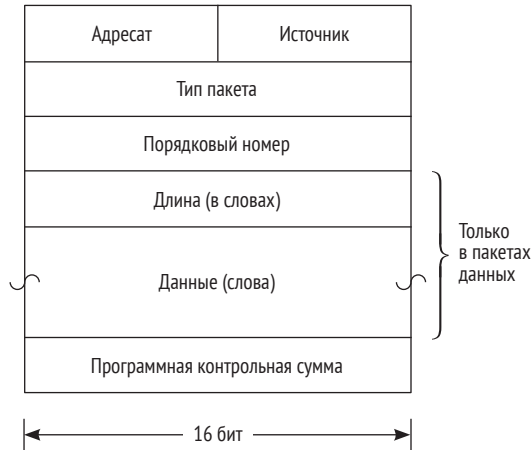 Адресат Источник
Тип пакета
Порядковый номер
Длина (в словах)
Только
в пакетах
данных
Данные (слова)
Программная контрольная сумма
16 бит